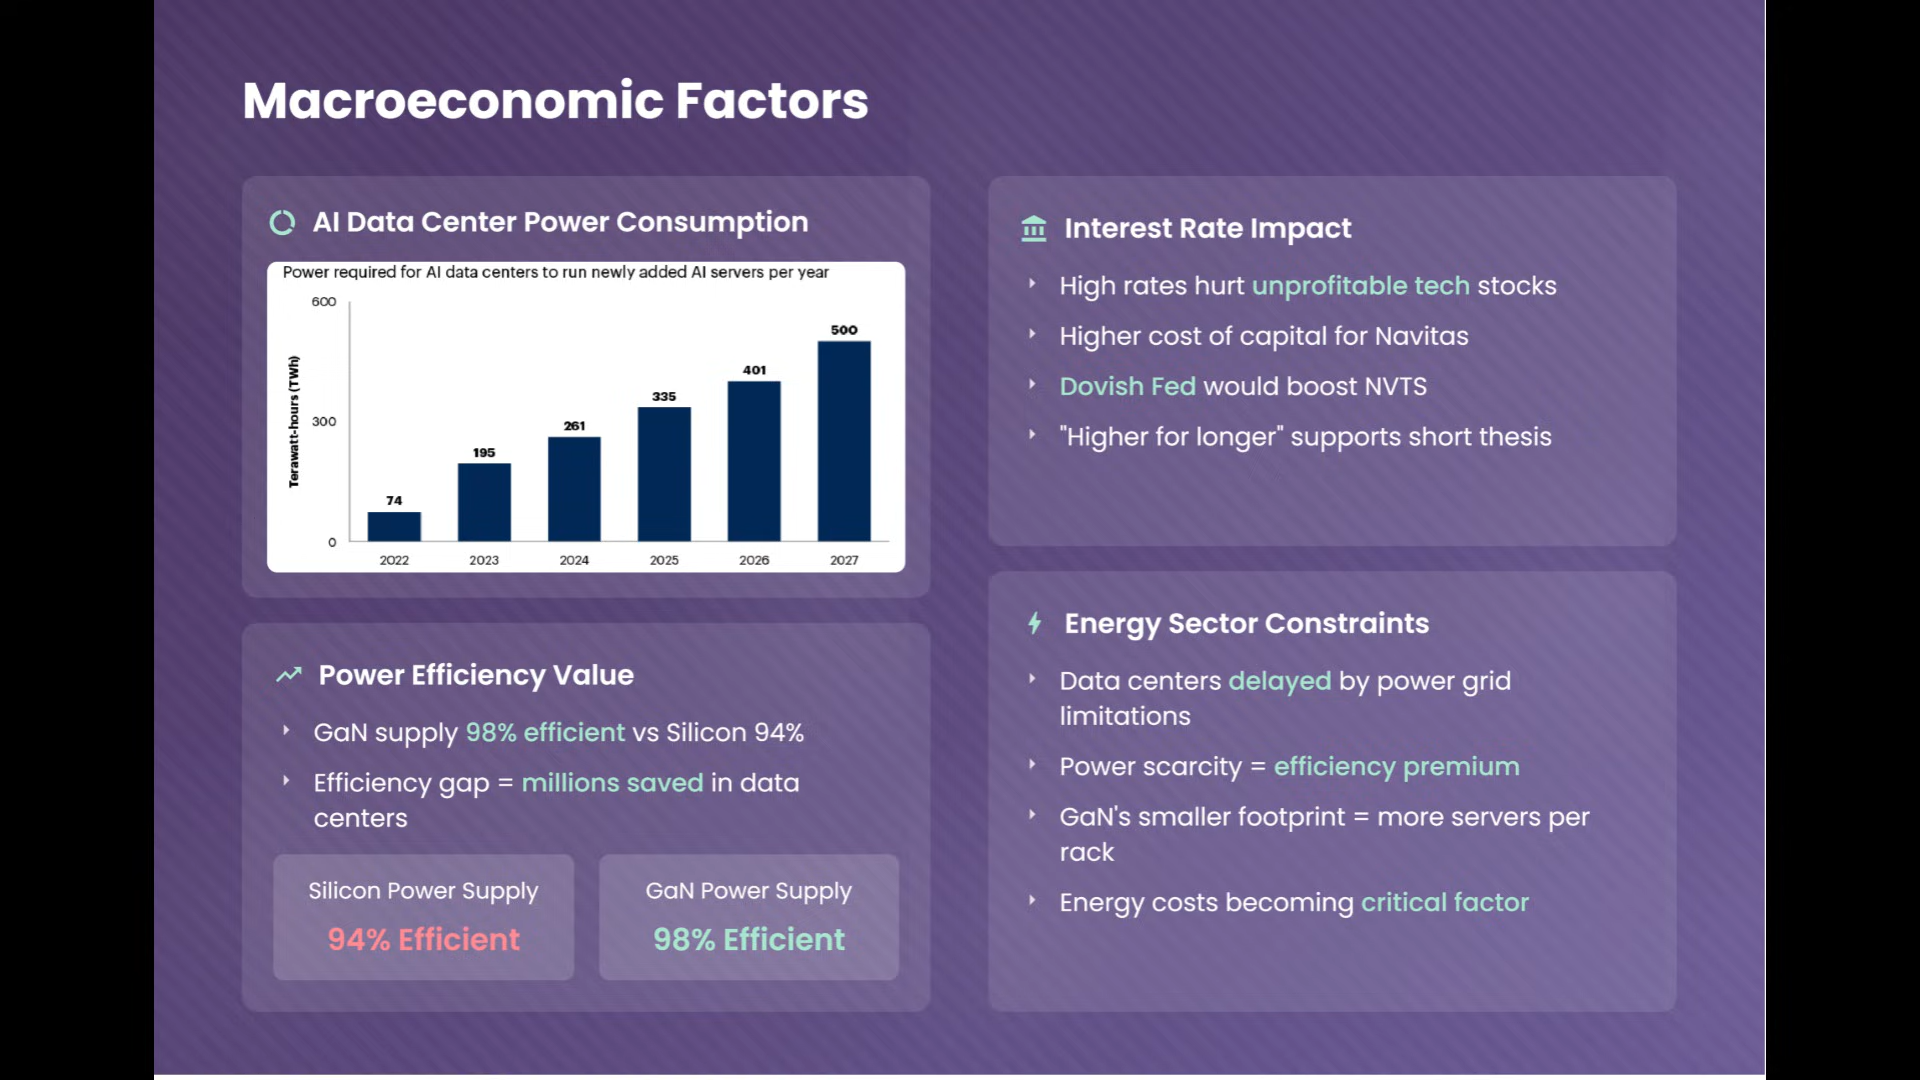 Macroeconomic Factors
AI Data Center Power Consumption
Power required for AI data centers to run newly added AI servers per year
Terawatt-hours (TWh)
600
300
0
74
195
261
335
401
500
2022
2023
2024
2025
2026
2027
Power Efficiency Value
GaN supply 98% efficient vs Silicon 94%
Efficiency gap = millions saved in data
centers
Silicon Power Supply
94% Efficient
GaN Power Supply
98% Efficient
Interest Rate Impact
High rates hurt unprofitable tech stocks
Higher cost of capital for Navitas
Dovish Fed would boost NVTS
"Higher for longer" supports short thesis
Energy Sector Constraints
Data centers delayed by power grid
limitations
Power scarcity = efficiency premium
GaN's smaller footprint = more servers per
rack
Energy costs becoming critical factor